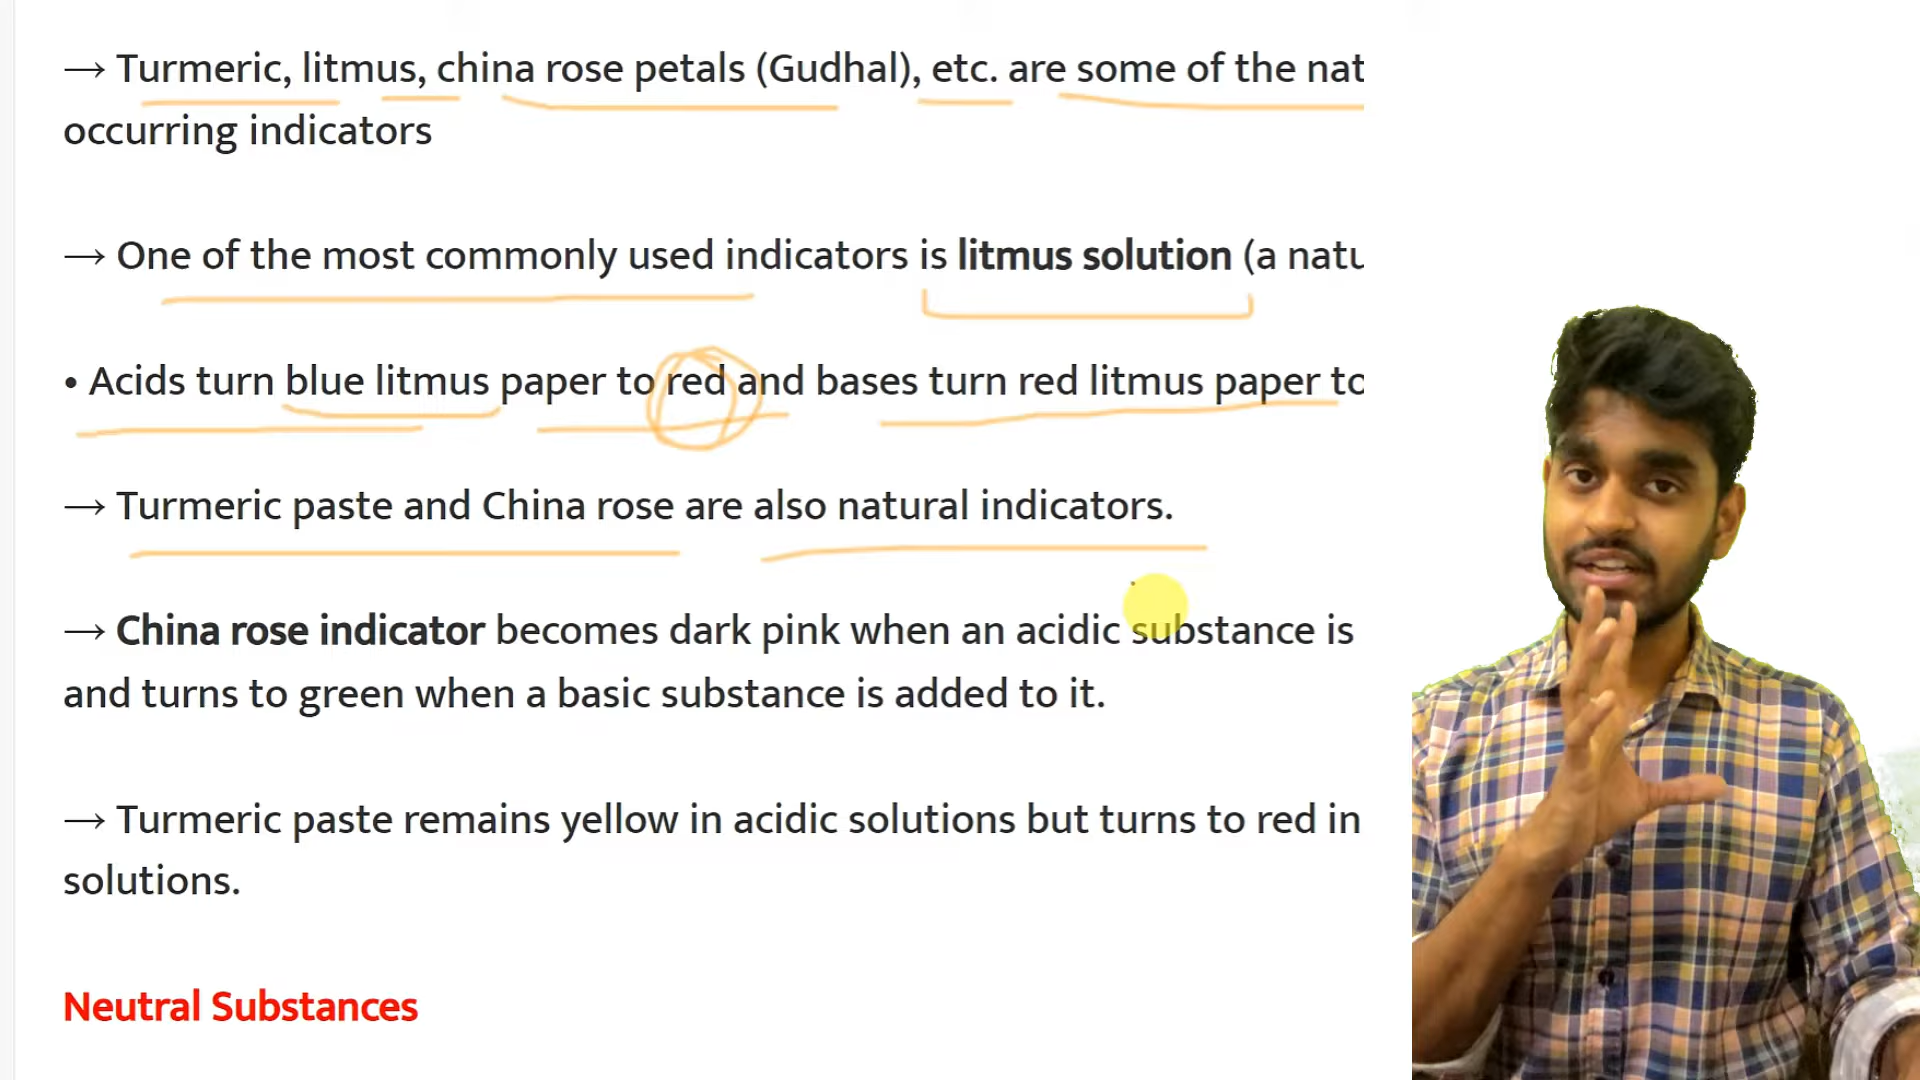 → Turmeric, litmus, china rose petals (Gudhal), etc. are some of the nat
occurring indicators
→ One of the most commonly used indicators is litmus solution (a natu
• Acids turn blue litmus paper to red and bases turn red litmus paper to
→ Turmeric paste and China rose are also natural indicators.
→ China rose indicator becomes dark pink when an acidic substance is
and turns to green when a basic substance is added to it.
→ Turmeric paste remains yellow in acidic solutions but turns to red in
solutions.
Neutral Substances